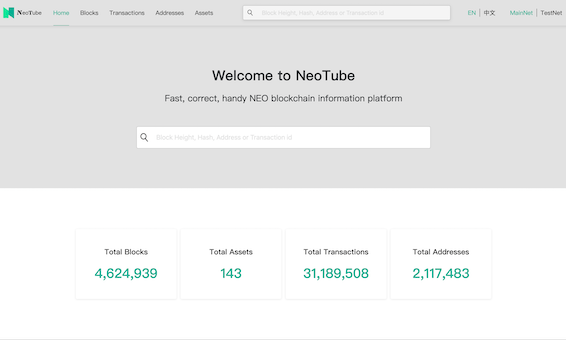 NeoTube Home Blocks Transactions Addresses Assets Block Height, Hash, Address or Transaction id EN 中文 MainNet TestNet
Welcome to NeoTube
Fast, correct, handy NEO blockchain information platform
Block Height, Hash, Address or Transaction id
Total Blocks Total Assets Total Transactions Total Addresses
4,624,939 143 31,189,508 2,117,483